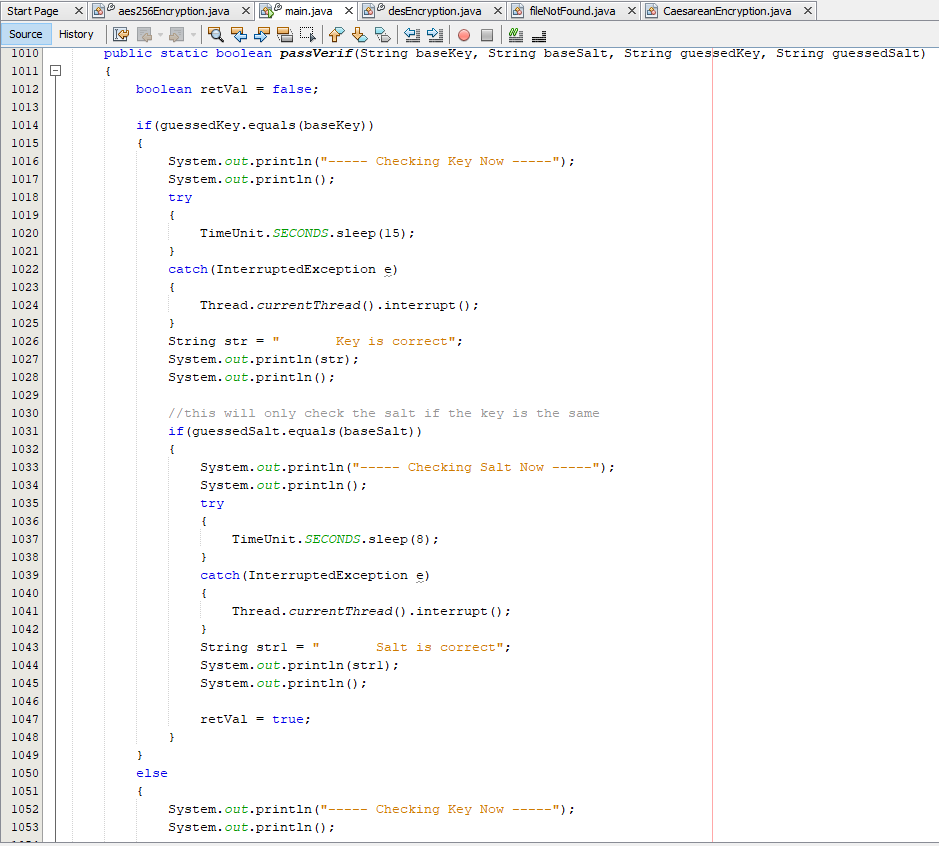 Start Page aes256Encryption.java main.java desEncryption.java fileNotFound.java CaesareanEncryption.java
Source History
1010 public static boolean passVerif(String baseKey, String baseSalt, String guessedKey, String guessedSalt)
1011 {
1012 boolean retVal = false;
1013
1014 if(guessedKey.equals(baseKey))
1015 {
1016 System.out.println("----- Checking Key Now -----");
1017 System.out.println();
1018 try
1019 {
1020 TimeUnit.SECONDS.sleep(15);
1021 }
1022 catch(InterruptedException e)
1023 {
1024 Thread.currentThread().interrupt();
1025 }
1026 String str = "       Key is correct";
1027 System.out.println(str);
1028 System.out.println();
1029
1030 //this will only check the salt if the key is the same
1031 if(guessedSalt.equals(baseSalt))
1032 {
1033 System.out.println("----- Checking Salt Now -----");
1034 System.out.println();
1035 try
1036 {
1037 TimeUnit.SECONDS.sleep(8);
1038 }
1039 catch(InterruptedException e)
1040 {
1041 Thread.currentThread().interrupt();
1042 }
1043 String str1 = "       Salt is correct";
1044 System.out.println(str1);
1045 System.out.println();
1046
1047 retVal = true;
1048 }
1049 }
1050 else
1051 {
1052 System.out.println("----- Checking Key Now -----");
1053 System.out.println();